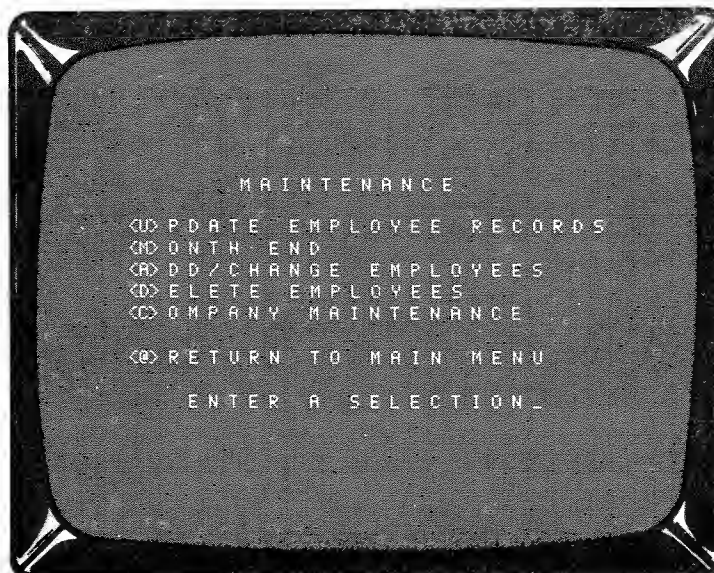 MAINTENANCE
<U>PDATE EMPLOYEE RECORDS
<M>ONTH END
<A>DD/CHANGE EMPLOYEES
<D>ELETE EMPLOYEES
<C>OMPANY MAINTENANCE
<@>RETURN TO MAIN MENU
ENTER A SELECTION_